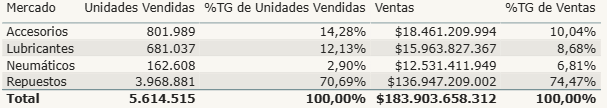 Mercado Unidades Vendidas %TG de Unidades Vendidas Ventas %TG de Ventas
Accesorios 801.989 14,28% $18.461.209.994 10,04%
Lubricantes 681.037 12,13% $15.963.827.367 8,68%
Neumáticos 162.608 2,90% $12.531.411.949 6,81%
Repuestos 3.968.881 70,69% $136.947.209.002 74,47%
Total 5.614.515 100,00% $183.903.658.312 100,00%